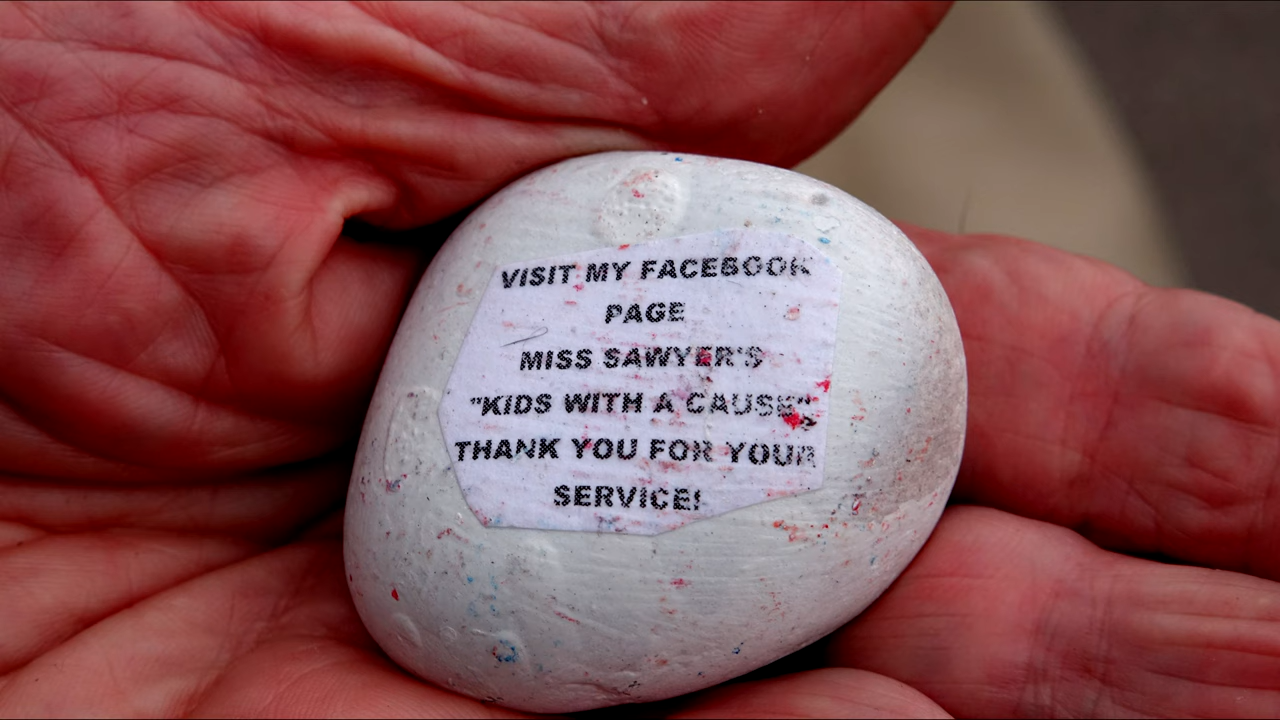 VISIT MY FACEBOOK
PAGE
MISS SAWYER'S
"KIDS WITH A CAUSE"
THANK YOU FOR YOUR
SERVICE!